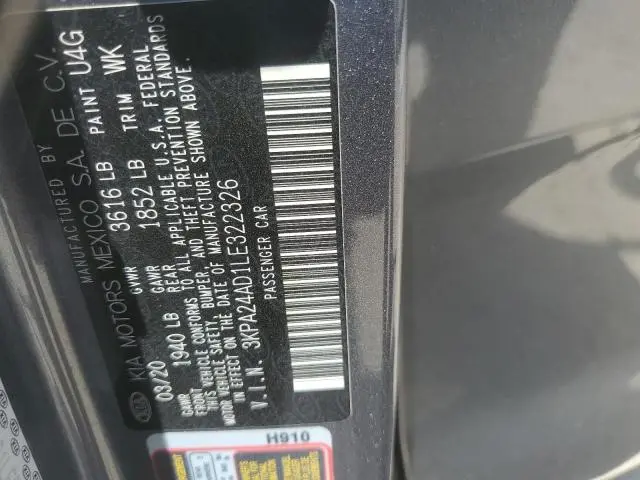 MANUFACTURED BY
KIA MOTORS MEXICO S.A. DE C.V.
03/20 GVWR 3616 LB PAINT U4G
GAWR FRONT 1940 LB GAWR REAR 1852 LB TRIM WK
THIS VEHICLE CONFORMS TO ALL APPLICABLE U.S.A. FEDERAL
MOTOR VEHICLE SAFETY, BUMPER, AND THEFT PREVENTION STANDARDS
IN EFFECT ON THE DATE OF MANUFACTURE SHOWN ABOVE.
V.I.N. 3KPA24AD1LE322326
PASSENGER CAR
H910